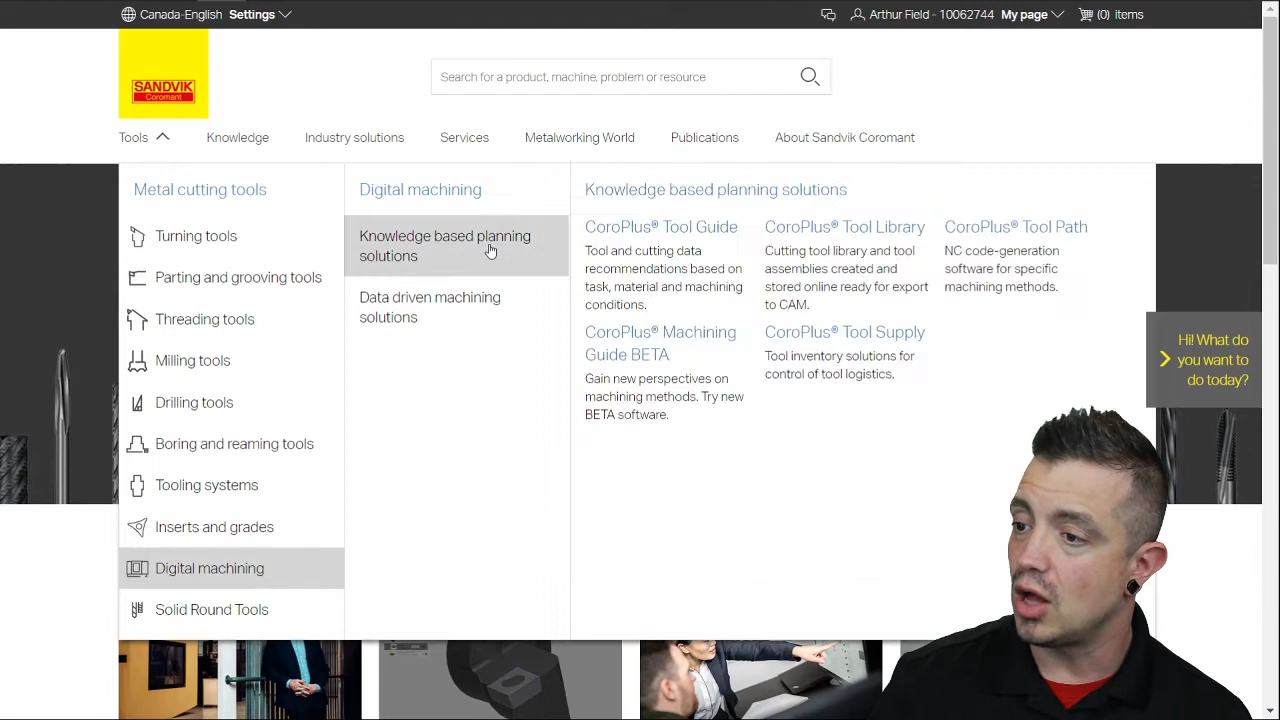 Canada-English Settings
Arthur Field - 10062744 My page
(0) items
SANDVIK
Coromant
Search for a product, machine, problem or resource
Tools
Knowledge
Industry solutions
Services
Metalworking World
Publications
About Sandvik Coromant
Metal cutting tools
Turning tools
Parting and grooving tools
Threading tools
Milling tools
Drilling tools
Boring and reaming tools
Tooling systems
Inserts and grades
Digital machining
Solid Round Tools
Digital machining
Knowledge based planning
solutions
Data driven machining
solutions
Knowledge based planning solutions
CoroPlus® Tool Guide
Tool and cutting data
recommendations based on
task, material and machining
conditions.
CoroPlus® Tool Library
Cutting tool library and tool
assemblies created and
stored online ready for export
to CAM.
CoroPlus® Tool Path
NC code-generation
software for specific
machining methods.
CoroPlus® Machining
Guide BETA
Gain new perspectives on
machining methods. Try new
BETA software.
CoroPlus® Tool Supply
Tool inventory solutions for
control of tool logistics.
Hi! What do
you want to
do today?